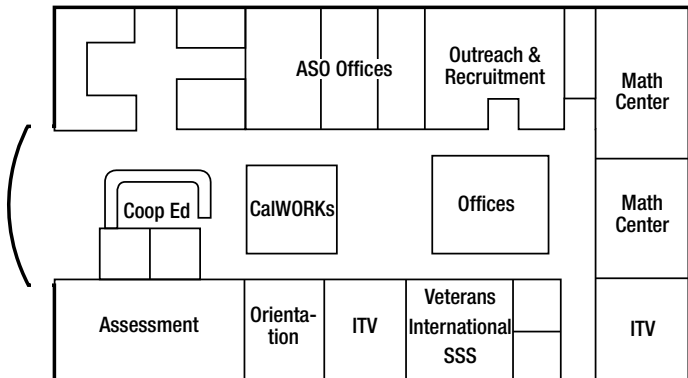 ASO Offices
Outreach &
Recruitment
Math
Center
Coop Ed
CalWORKs
Offices
Math
Center
Assessment
Orienta-
tion
ITV
Veterans
International
SSS
ITV